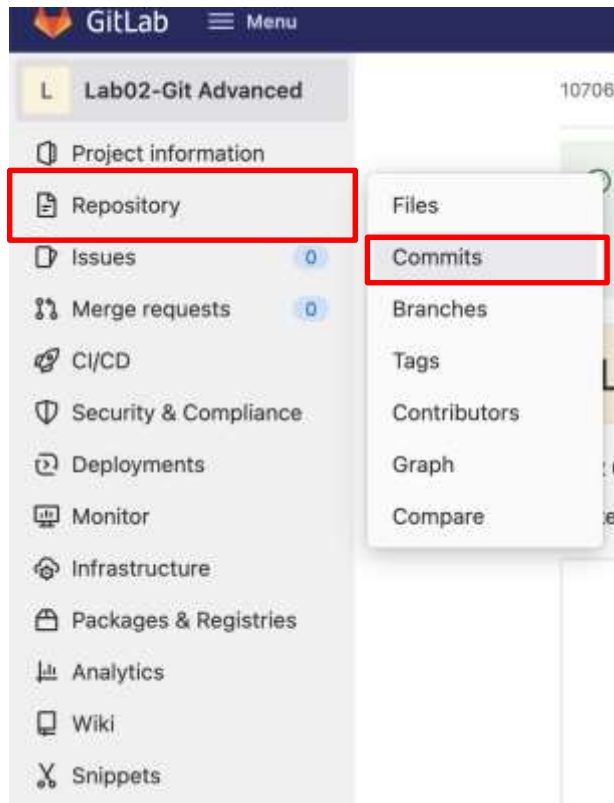 GitLab Menu
L Lab02-Git Advanced
10706
Project information
Repository
Issues 0
Merge requests 0
CI/CD
Security & Compliance
Deployments
Monitor
Infrastructure
Packages & Registries
Analytics
Wiki
Snippets
Files
Commits
Branches
Tags
Contributors
Graph
Compare